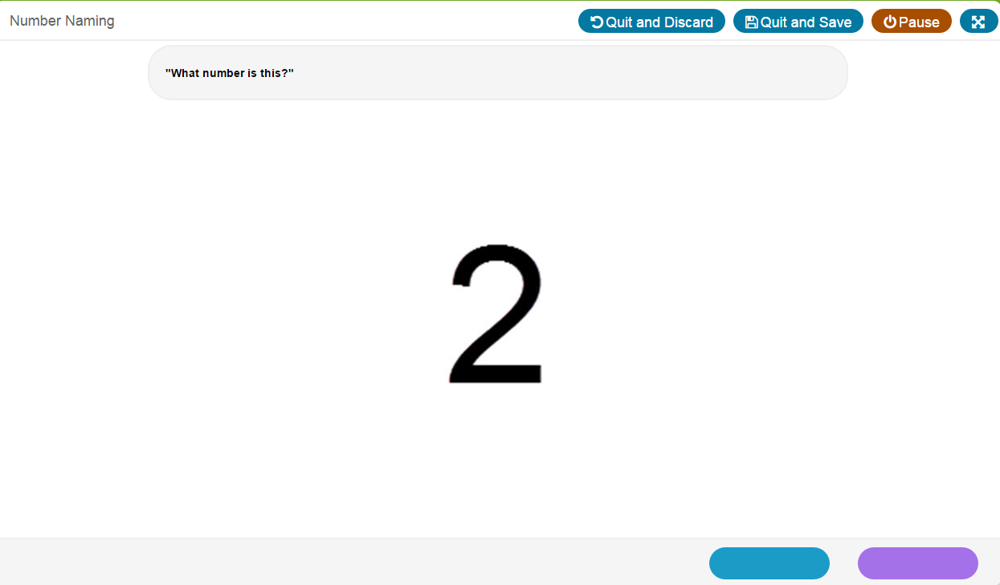 Number Naming
Quit and Discard
Quit and Save
Pause
"What number is this?"
2